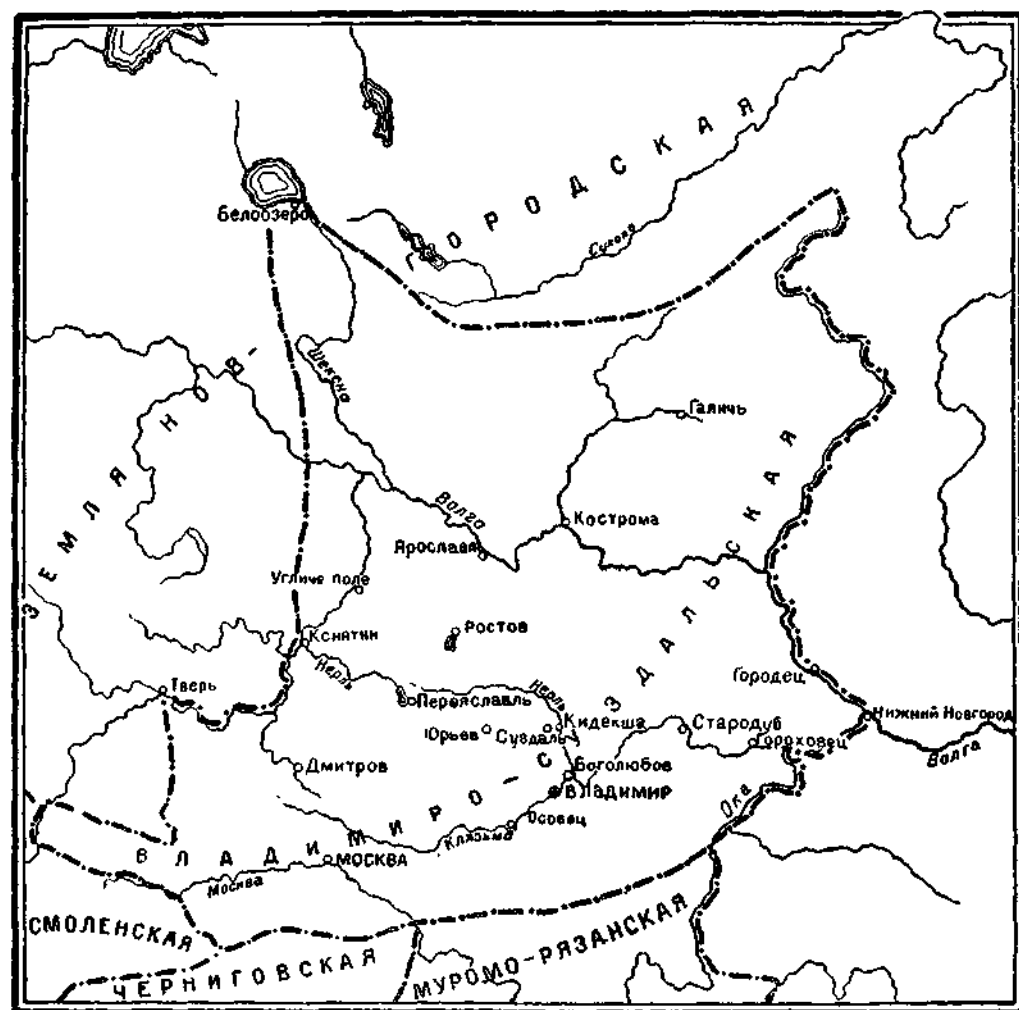 ЗЕМЛЯ НОВ-
ГОРОДСКАЯ
Белоозеро
Сухона
Шексна
Галичь
Волга
Кострома
Ярославль
Угличе поле
Кснятин
Ростов
Нерль
Тверь
Переяславль
Нерль
Городец
Нижний Новгород
Юрьев
Суздаль
Кидекша
Стародуб
Гороховец
Волга
Дмитров
Боголюбов
Владимир
Ока
Осовец
Клязьма
ВЛАДИМИРО-СУЗДАЛЬСКАЯ
МОСКВА
Москва
СМОЛЕНСКАЯ
ЧЕРНИГОВСКАЯ
МУРОМО-РЯЗАНСКАЯ